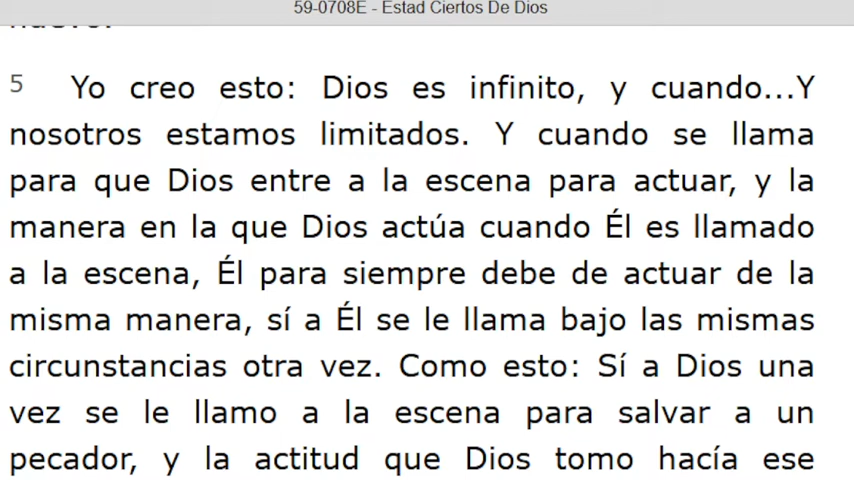 59-0708E - Estad Ciertos De Dios
nuevo.
5 Yo creo esto: Dios es infinito, y cuando...Y
nosotros estamos limitados. Y cuando se llama
para que Dios entre a la escena para actuar, y la
manera en la que Dios actúa cuando Él es llamado
a la escena, Él para siempre debe de actuar de la
misma manera, sí a Él se le llama bajo las mismas
circunstancias otra vez. Como esto: Sí a Dios una
vez se le llamo a la escena para salvar a un
pecador, y la actitud que Dios tomo hacía ese